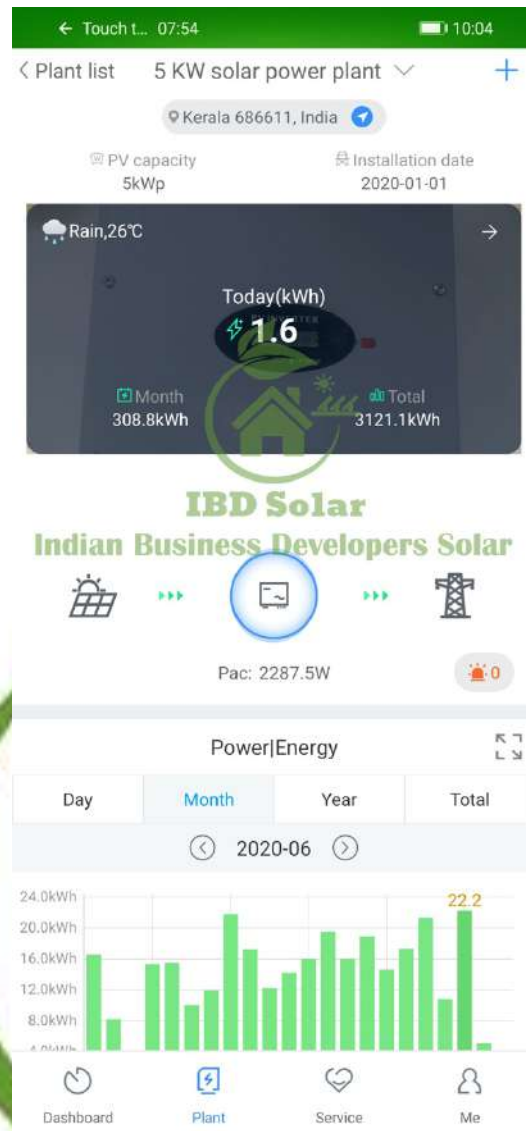 ← Touch t... 07:54 10:04
< Plant list 5 KW solar power plant
Kerala 686611, India
PV capacity Installation date
5kWp 2020-01-01
Rain,26℃
Today(kWh)
1.6
Month Total
308.8kWh 3121.1kWh
IBD Solar
Indian Business Developers Solar
Pac: 2287.5W 0
Power|Energy
Day Month Year Total
2020-06
24.0kWh 22.2
20.0kWh
16.0kWh
12.0kWh
8.0kWh
4.0kWh
Dashboard Plant Service Me